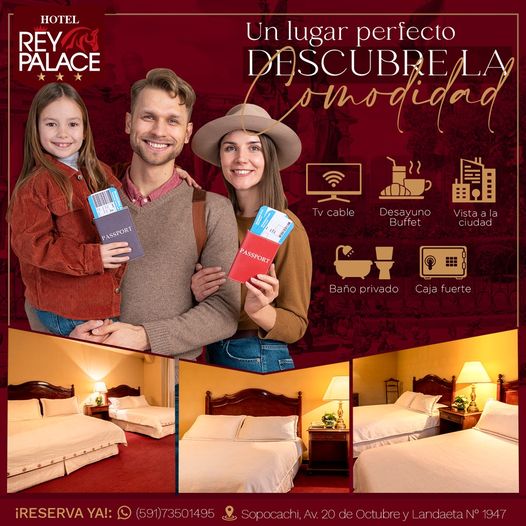 HOTEL
REY
PALACE
Un lugar perfecto
DESCUBRE LA
Comodidad
Tv cable
Desayuno
Buffet
Vista a la
ciudad
Baño privado
Caja fuerte
PASSPORT
PASSPORT
¡RESERVA YA!: (591)73501495 Sopocachi, Av. 20 de Octubre y Landaeta N° 1947